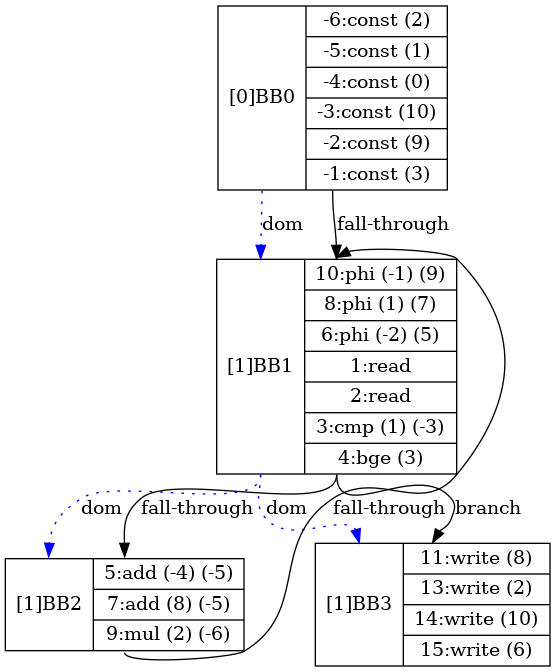 [0]BB0
-6:const (2)
-5:const (1)
-4:const (0)
-3:const (10)
-2:const (9)
-1:const (3)
dom
fall-through
[1]BB1
10:phi (-1) (9)
8:phi (1) (7)
6:phi (-2) (5)
1:read
2:read
3:cmp (1) (-3)
4:bge (3)
dom
fall-through
dom
fall-through
branch
[1]BB2
5:add (-4) (-5)
7:add (8) (-5)
9:mul (2) (-6)
[1]BB3
11:write (8)
13:write (2)
14:write (10)
15:write (6)